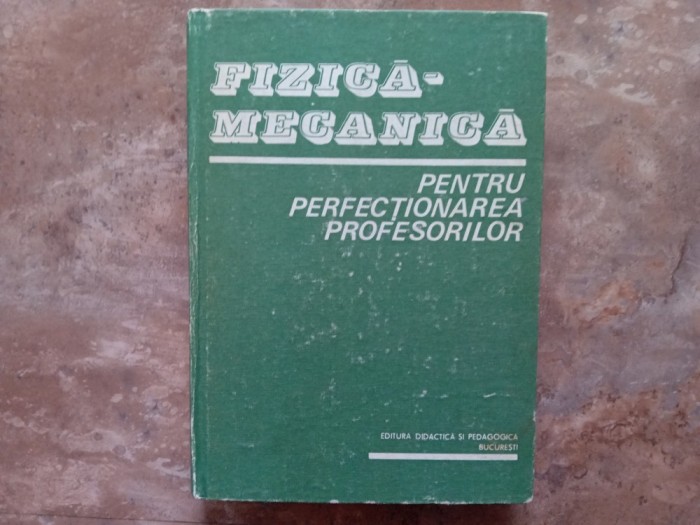 FIZICĂ-
MECANICĂ
PENTRU
PERFECȚIONAREA
PROFESORILOR
EDITURA DIDACTICĂ ȘI PEDAGOGICĂ
BUCUREȘTI